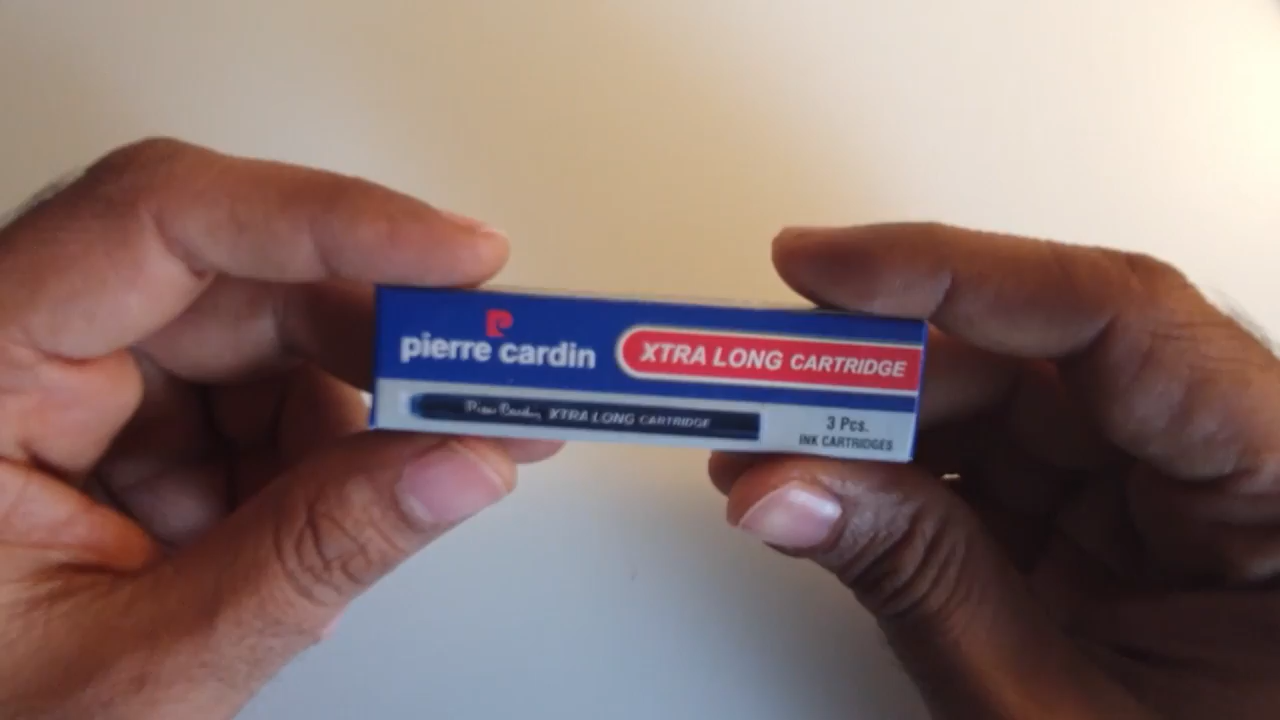 pierre cardin
XTRA LONG CARTRIDGE
Pierre Cardin XTRA LONG CARTRIDGE
3 Pcs.
INK CARTRIDGES